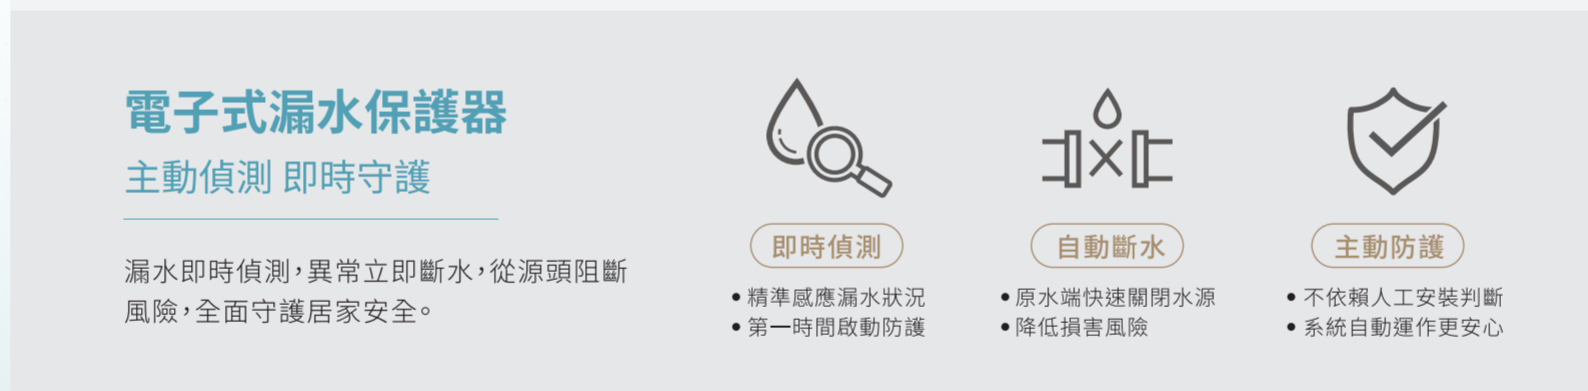 電子式漏水保護器
主動偵測 即時守護
漏水即時偵測，異常立即斷水，從源頭阻斷
風險，全面守護居家安全。
即時偵測
• 精準感應漏水狀況
• 第一時間啟動防護
自動斷水
• 原水端快速關閉水源
• 降低損害風險
主動防護
• 不依賴人工安裝判斷
• 系統自動運作更安心